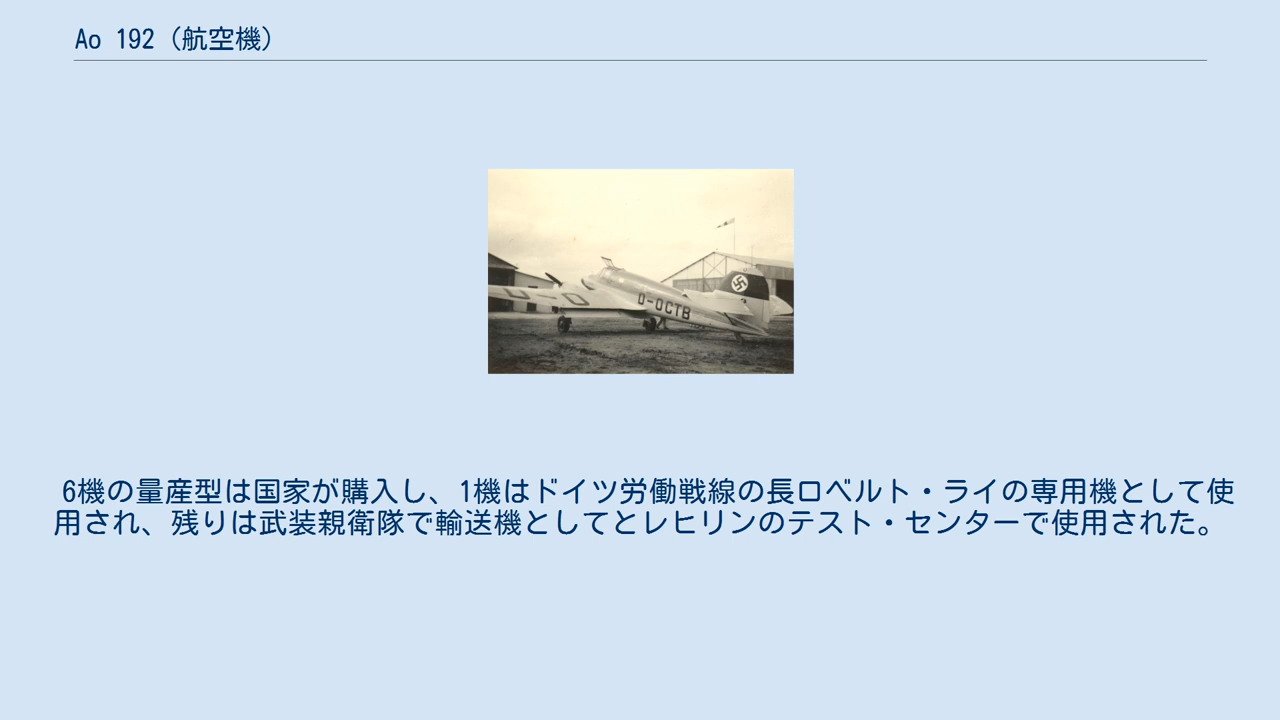 Ao 192（航空機）
D-OCTB
6機の量産型は国家が購入し、1機はドイツ労働戦線の長ロベルト・ライの専用機として使
用され、残りは武装親衛隊で輸送機としてとレヒリンのテスト・センターで使用された。